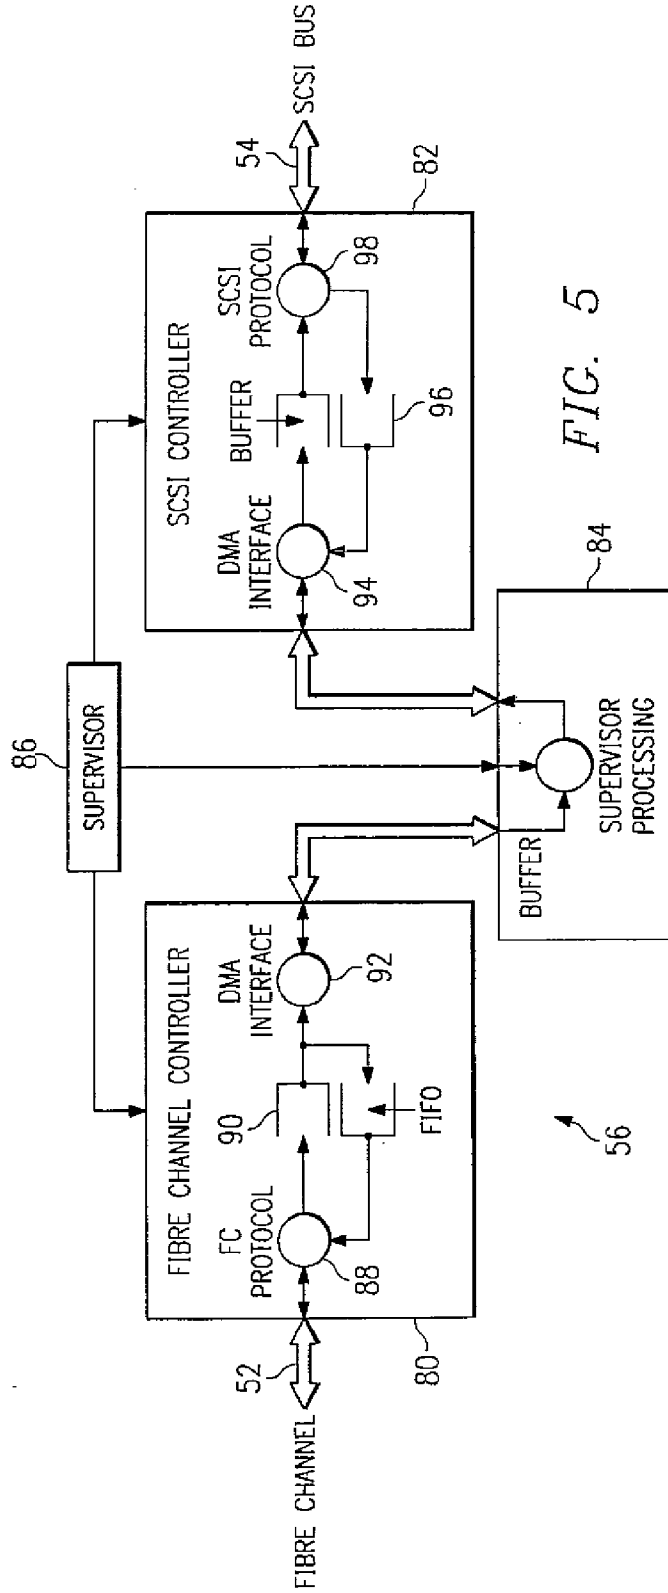 86
SUPERVISOR
FIBRE CHANNEL
52
FIBRE CHANNEL CONTROLLER
FC
PROTOCOL
88
90
FIFO
DMA
INTERFACE
92
80
SCSI CONTROLLER
DMA
INTERFACE
94
BUFFER
96
SCSI
PROTOCOL
98
82
54
SCSI BUS
BUFFER
SUPERVISOR
PROCESSING
84
56
FIG. 5